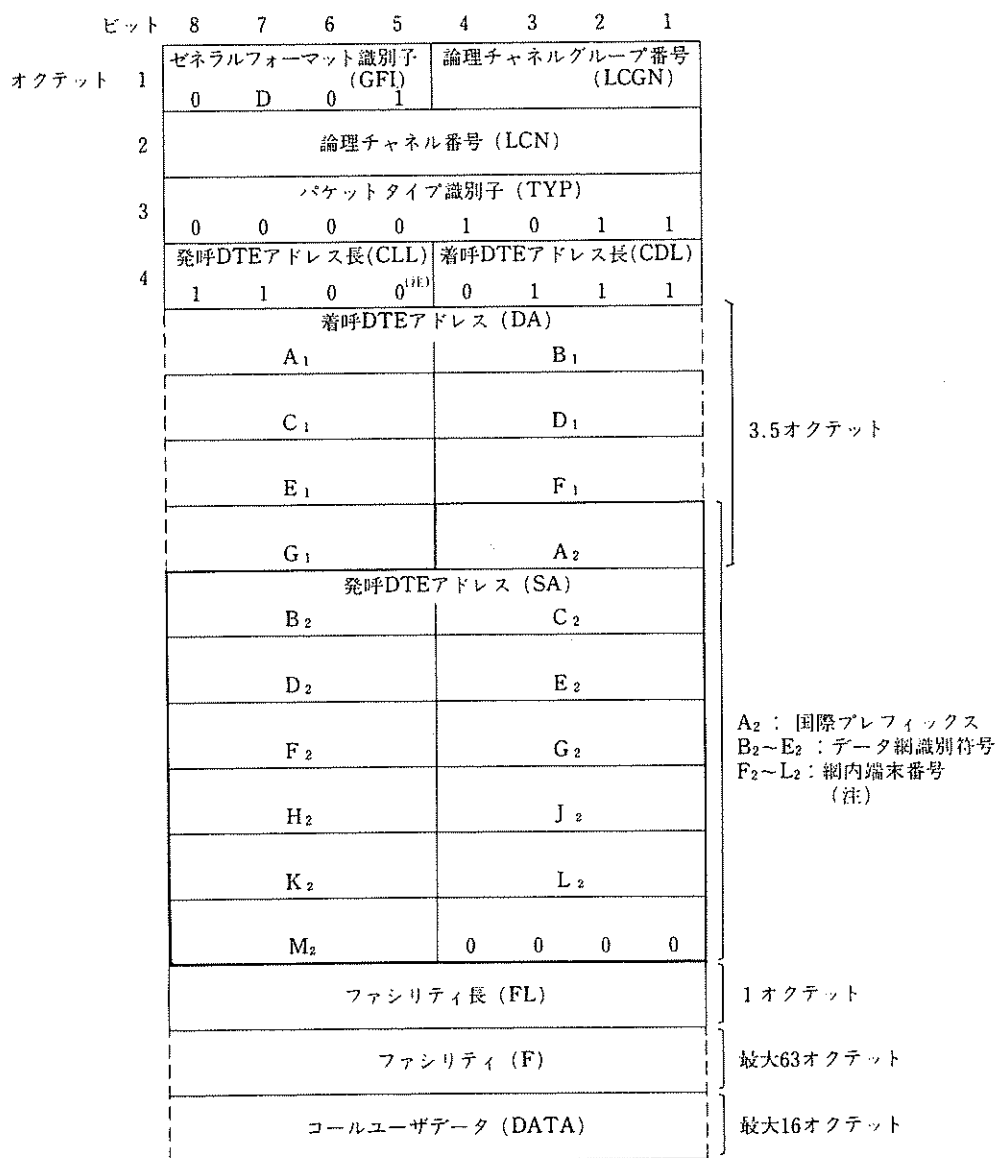 ビット 8 7 6 5 4 3 2 1
オクテット 1
ゼネラルフォーマット識別子 (GFI)
0 D 0 1
論理チャネルグループ番号 (LCGN)
2
論理チャネル番号 (LCN)
3
パケットタイプ識別子 (TYP)
0 0 0 0 1 0 1 1
4
発呼DTEアドレス長(CLL)
1 1 0 0(注)
着呼DTEアドレス長(CDL)
0 1 1 1
着呼DTEアドレス (DA)
A1 B1
C1 D1
E1 F1
G1 A2
3.5オクテット
発呼DTEアドレス (SA)
B2 C2
D2 E2
F2 G2
H2 J2
K2 L2
M2 0 0 0 0
A2 : 国際プレフィックス
B2~E2 : データ網識別符号
F2~L2 : 網内端末番号
(注)
ファシリティ長 (FL)
1オクテット
ファシリティ (F)
最大63オクテット
コールユーザデータ (DATA)
最大16オクテット